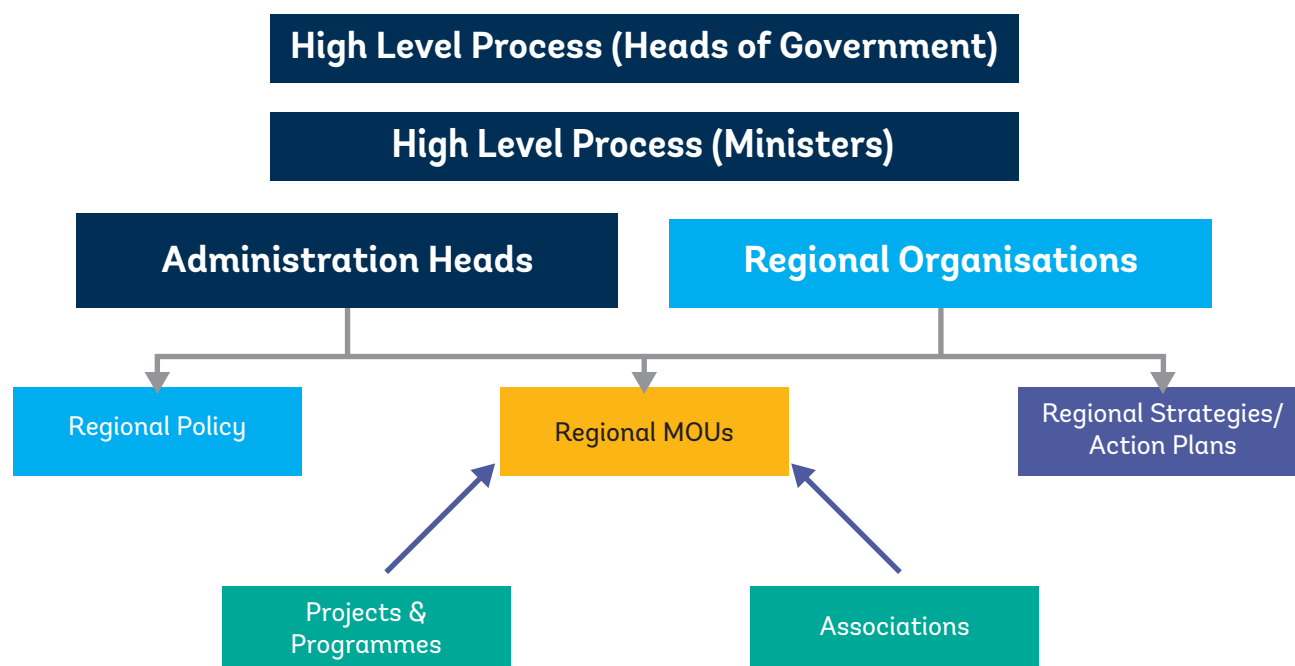 High Level Process (Heads of Government)
High Level Process (Ministers)
Administration Heads
Regional Organisations
Regional Policy
Regional MOUs
Regional Strategies/
Action Plans
Projects &
Programmes
Associations